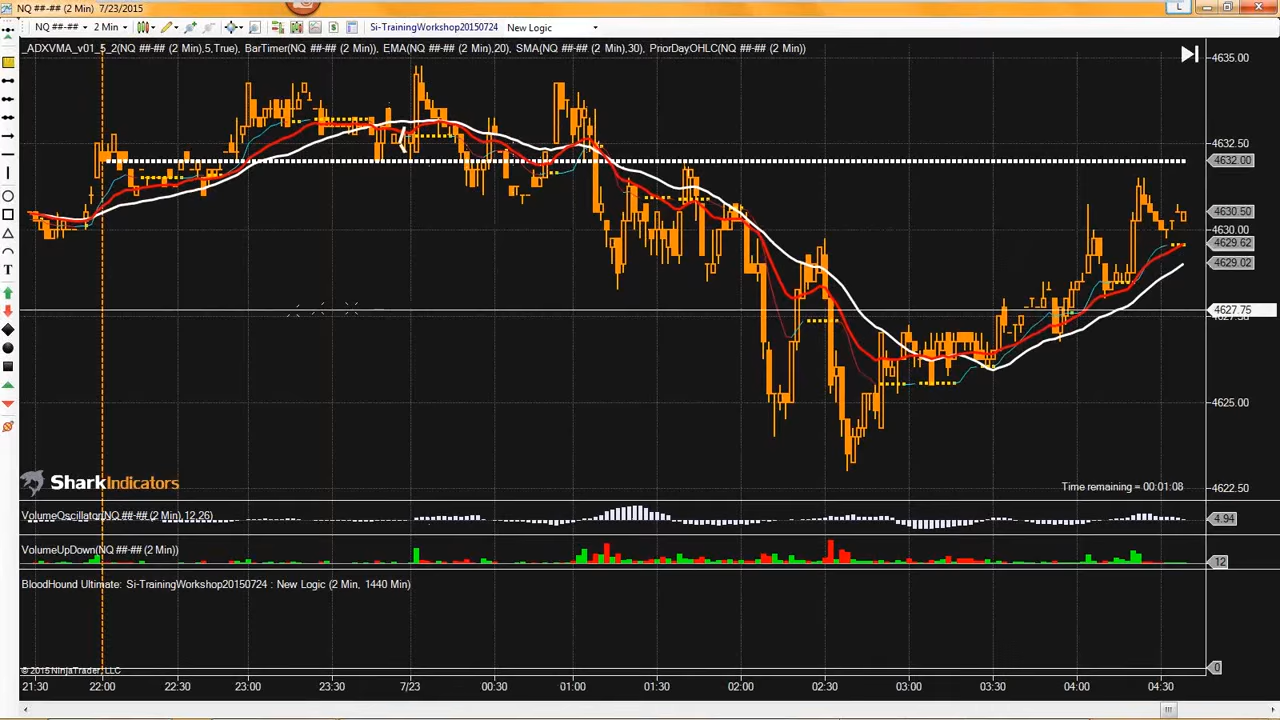 NQ ##-## (2 Min) 7/23/2015
L
NQ ##-## 2 Min Si-TrainingWorkshop20150724 New Logic
_ADXVMA_v01_5_2(NQ ##-## (2 Min),5,True), BarTimer(NQ ##-## (2 Min)), EMA(NQ ##-## (2 Min),20), SMA(NQ ##-## (2 Min),30), PriorDayOHLC(NQ ##-## (2 Min))
4635.00
4632.50
4632.00
4630.50
4630.00
4629.62
4629.02
4627.75
4625.00
SharkIndicators
Time remaining = 00:01:08
4622.50
VolumeOscillator(NQ ##-## (2 Min),12,26)
4.94
VolumeUpDown(NQ ##-## (2 Min))
12
BloodHound Ultimate: Si-TrainingWorkshop20150724 : New Logic (2 Min, 1440 Min)
© 2015 NinjaTrader, LLC
0
21:30 22:00 22:30 23:00 23:30 7/23 00:30 01:00 01:30 02:00 02:30 03:00 03:30 04:00 04:30